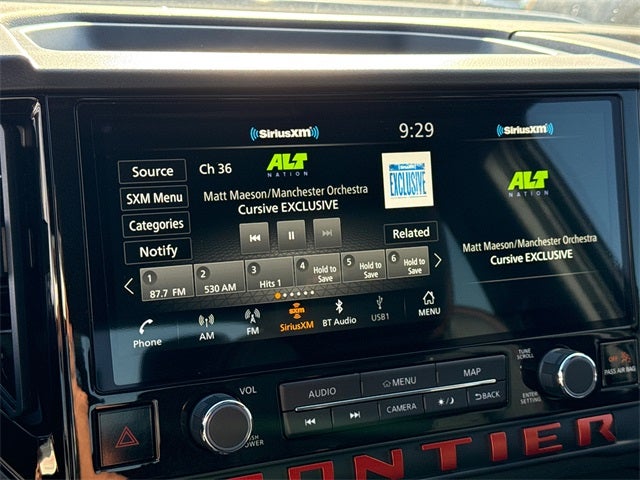 SiriusXM
9:29
SiriusXM
Source
Ch 36
ALT
NATION
SiriusXM
EXCLUSIVE
ALT
NATION
SXM Menu
Matt Maeson/Manchester Orchestra
Cursive EXCLUSIVE
Categories
Notify
Related
Matt Maeson/Manchester Orchestra
Cursive EXCLUSIVE
1
87.7 FM
2
530 AM
3
Hits 1
4
Hold to
Save
5
Hold to
Save
6
Hold to
Save
Phone
AM
FM
sxm
SiriusXM
BT Audio
USB1
MENU
VOL
PUSH
POWER
AUDIO
MENU
MAP
CAMERA
BACK
TUNE
SCROLL
ENTER
SETTING
OFF
PASS AIR BAG
RONTIER